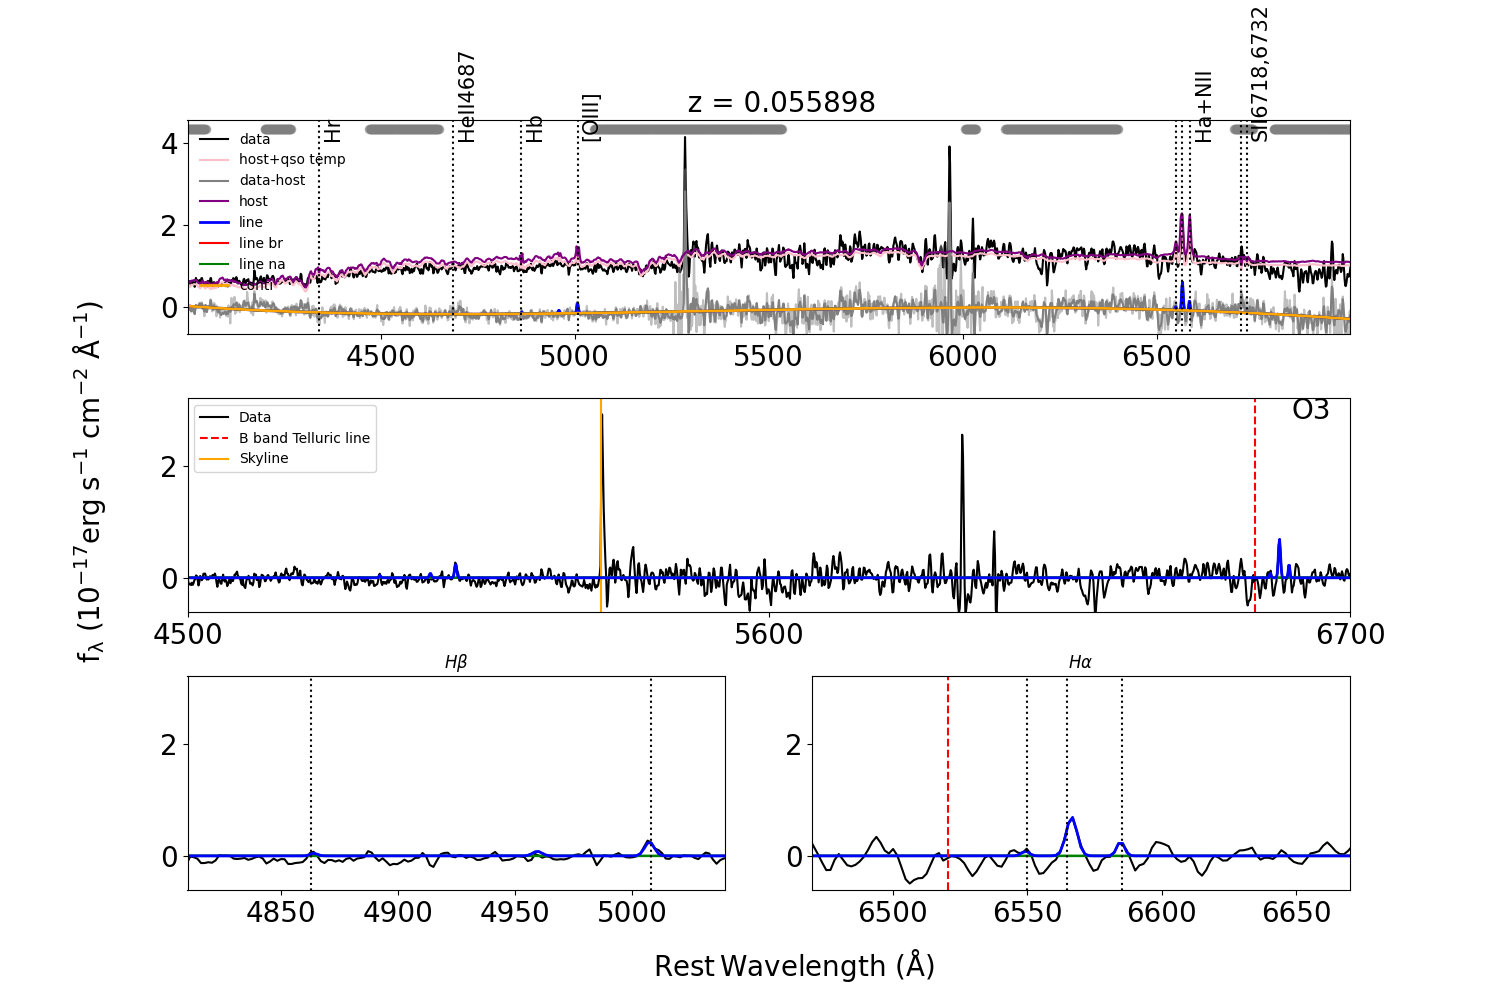 z = 0.055898
Hr
HeII4687
Hb
[OIII]
Ha+NII
SII6718,6732
data
host+qso temp
data-host
host
line
line br
line na
conti
4
2
0
4500 5000 5500 6000 6500
O3
Data
B band Telluric line
Skyline
2
0
4500 5600 6700
fλ (10⁻¹⁷erg s⁻¹ cm⁻² Å⁻¹)
Hβ
2
0
4850 4900 4950 5000
Hα
2
0
6500 6550 6600 6650
Rest Wavelength (Å)